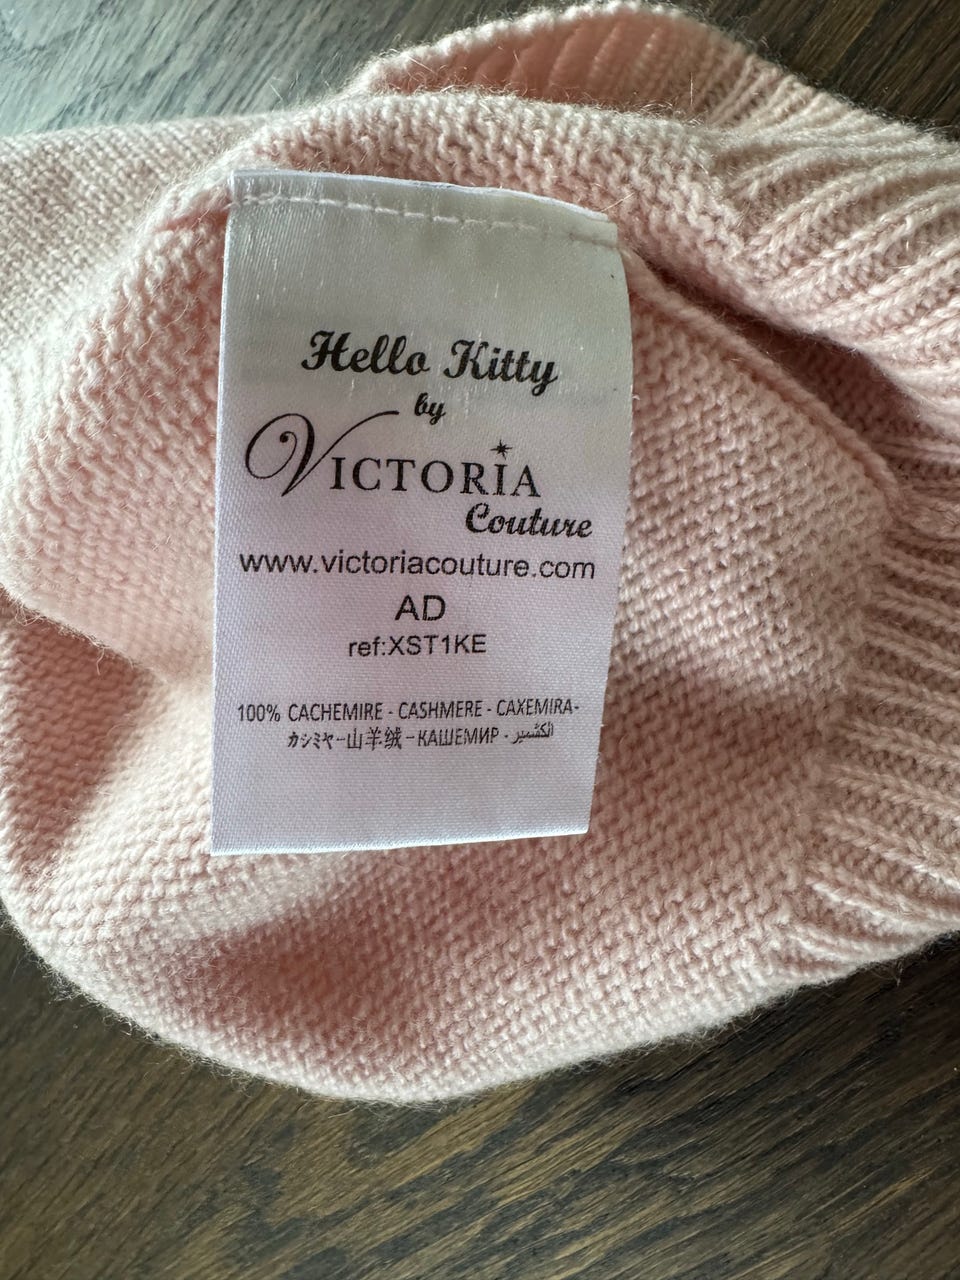 Hello Kitty
by
VICTORIA
Couture
www.victoriacouture.com
AD
ref:XST1KE
100% CACHEMIRE - CASHMERE - CAXEMIRA-
カシミヤ-山羊绒-КАШЕМИР - الكشمير